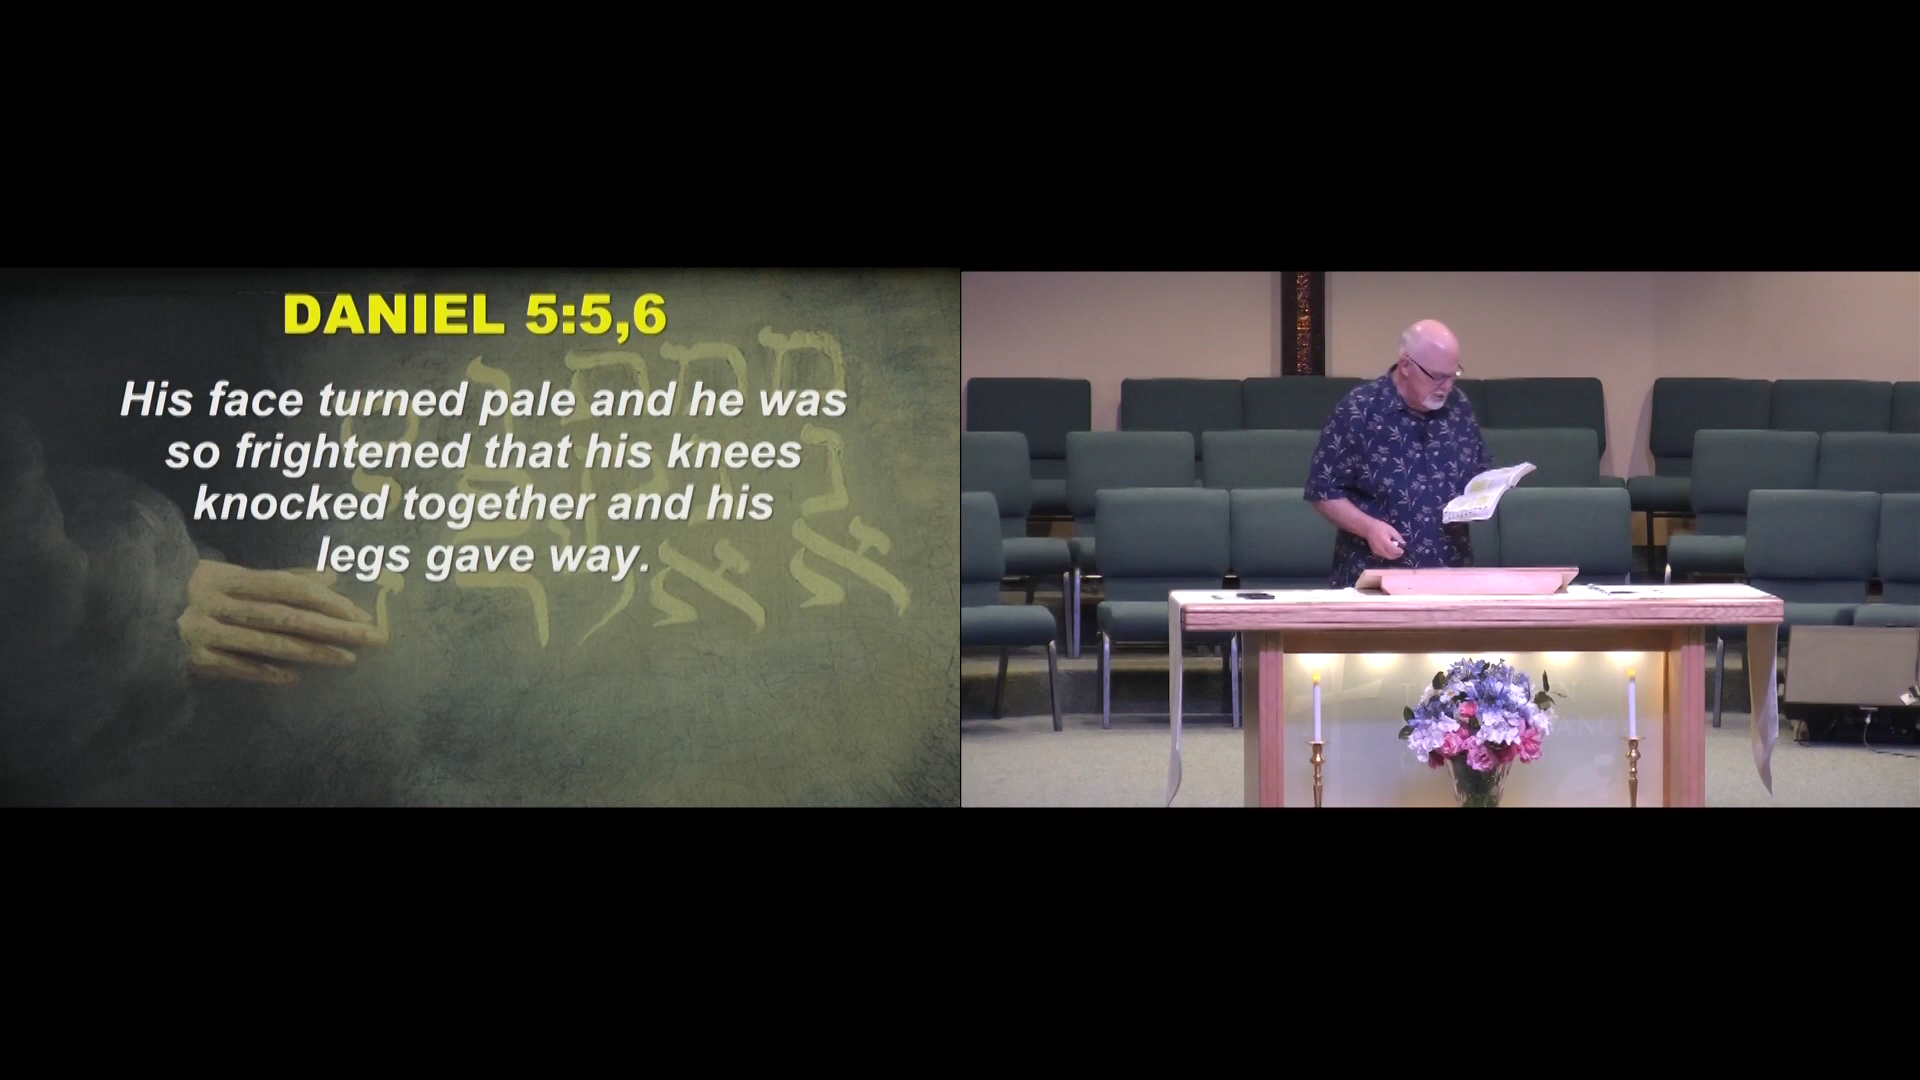 DANIEL 5:5,6
His face turned pale and he was
so frightened that his knees
knocked together and his
legs gave way.